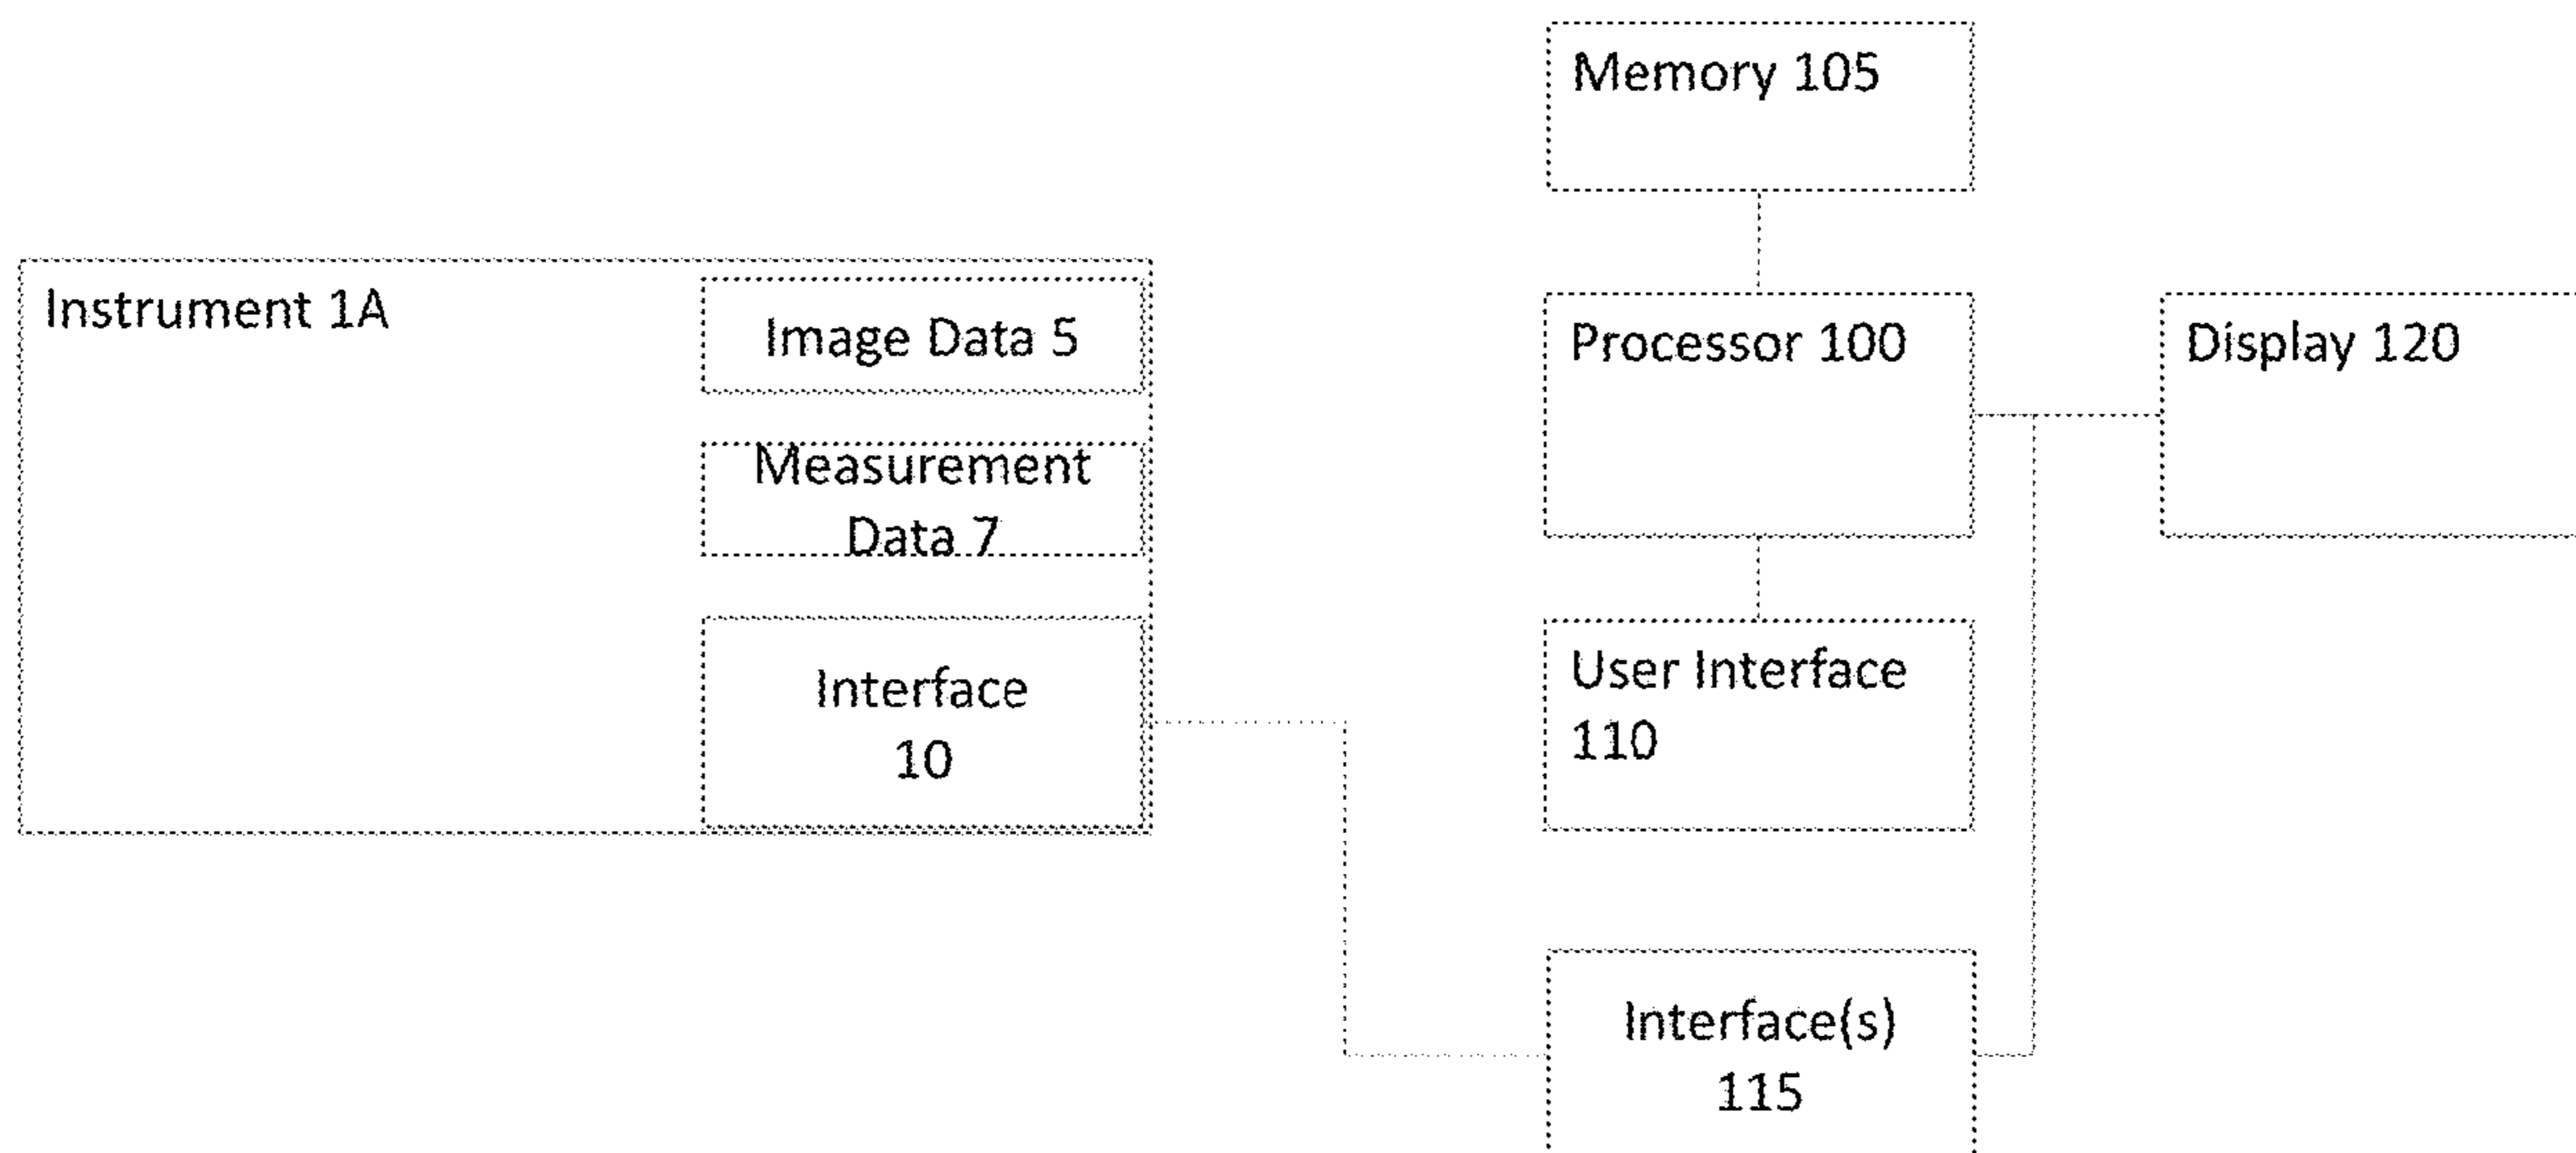 Memory 105
Instrument 1A
Image Data 5
Measurement
Data 7
Interface
10
Processor 100
Display 120
User Interface
110
Interface(s)
115